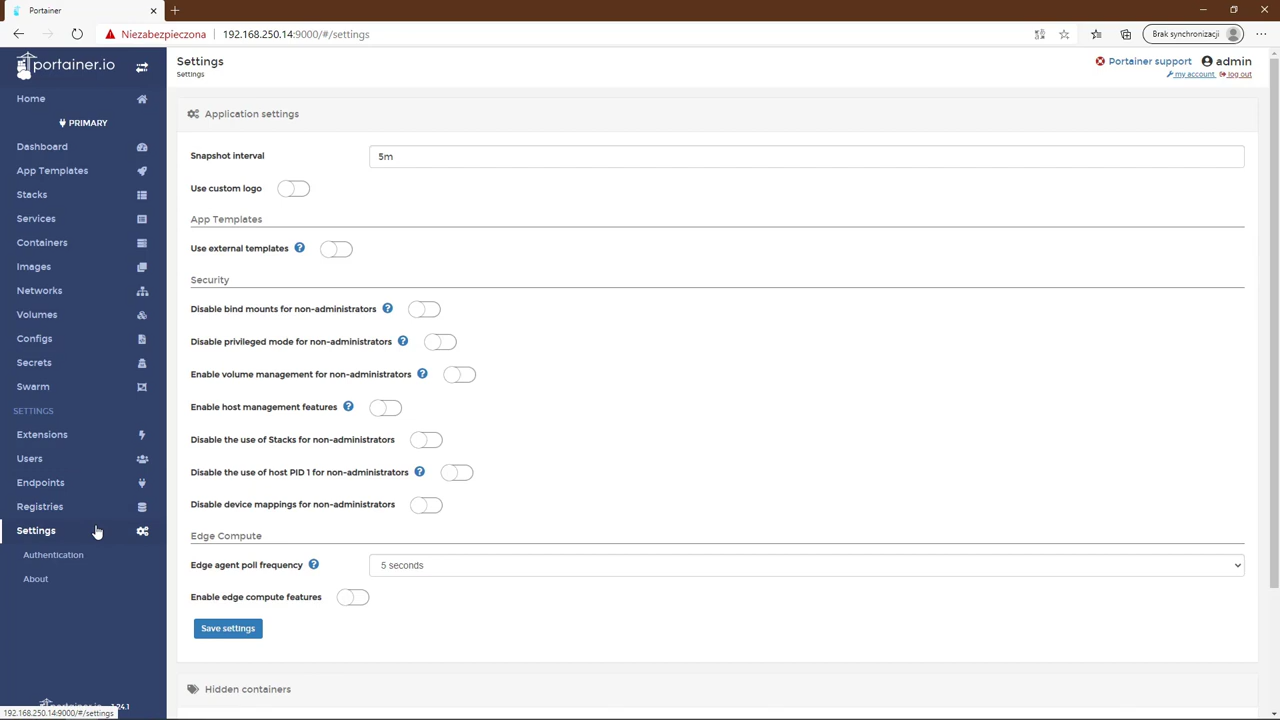 Portainer
Niezabezpieczona
192.168.250.14:9000/#/settings
Brak synchronizacji
portainer.io
Home
PRIMARY
Dashboard
App Templates
Stacks
Services
Containers
Images
Networks
Volumes
Configs
Secrets
Swarm
SETTINGS
Extensions
Users
Endpoints
Registries
Settings
Authentication
About
portainer.io 1.24.1
192.168.250.14:9000/#/settings
Settings
Settings
Portainer support
admin
my account
log out
Application settings
Snapshot interval
5m
Use custom logo
App Templates
Use external templates
Security
Disable bind mounts for non-administrators
Disable privileged mode for non-administrators
Enable volume management for non-administrators
Enable host management features
Disable the use of Stacks for non-administrators
Disable the use of host PID 1 for non-administrators
Disable device mappings for non-administrators
Edge Compute
Edge agent poll frequency
5 seconds
Enable edge compute features
Save settings
Hidden containers